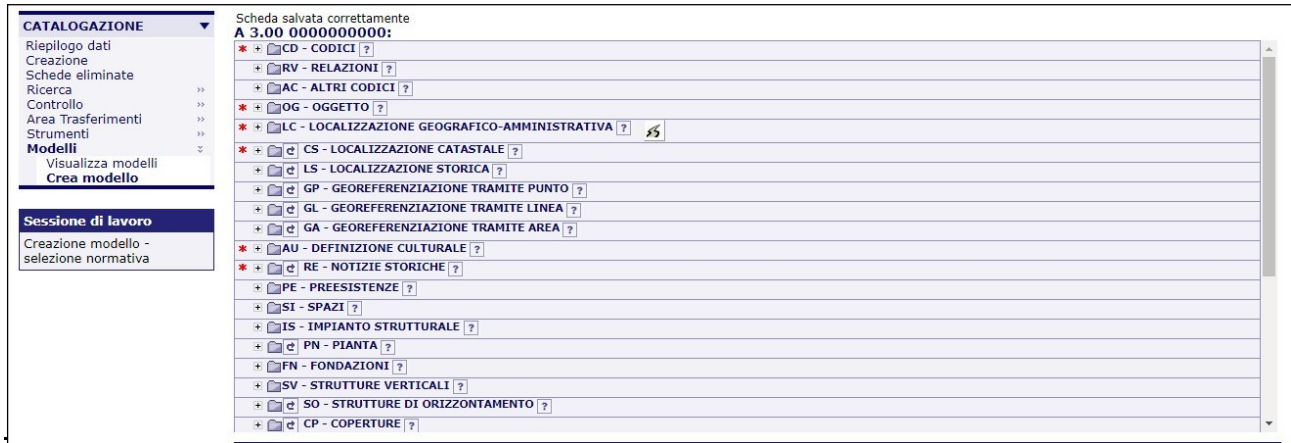 CATALOGAZIONE
Riepilogo dati
Creazione
Schede eliminate
Ricerca
Controllo
Area Trasferimenti
Strumenti
Modelli
Visualizza modelli
Crea modello
Sessione di lavoro
Creazione modello -
selezione normativa
Scheda salvata correttamente
A 3.00 0000000000:
* CD - CODICI ?
RV - RELAZIONI ?
AC - ALTRI CODICI ?
* OG - OGGETTO ?
* LC - LOCALIZZAZIONE GEOGRAFICO-AMMINISTRATIVA ?
* CS - LOCALIZZAZIONE CATASTALE ?
LS - LOCALIZZAZIONE STORICA ?
GP - GEOREFERENZIAZIONE TRAMITE PUNTO ?
GL - GEOREFERENZIAZIONE TRAMITE LINEA ?
GA - GEOREFERENZIAZIONE TRAMITE AREA ?
* AU - DEFINIZIONE CULTURALE ?
* RE - NOTIZIE STORICHE ?
PE - PREESISTENZE ?
SI - SPAZI ?
IS - IMPIANTO STRUTTURALE ?
PN - PIANTA ?
FN - FONDAZIONI ?
SV - STRUTTURE VERTICALI ?
SO - STRUTTURE DI ORIZZONTAMENTO ?
CP - COPERTURE ?